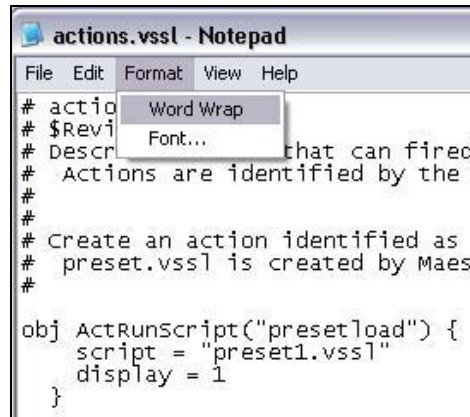 actions.vssl - Notepad
File Edit Format View Help
Word Wrap
Font...
# actio
# $Revi
# Descr that can fired
# Actions are identified by the
#
#
# Create an action identified as
# preset.vssl is created by Maes
#
obj ActRunScript("presetload") {
script = "preset1.vssl"
display = 1
}